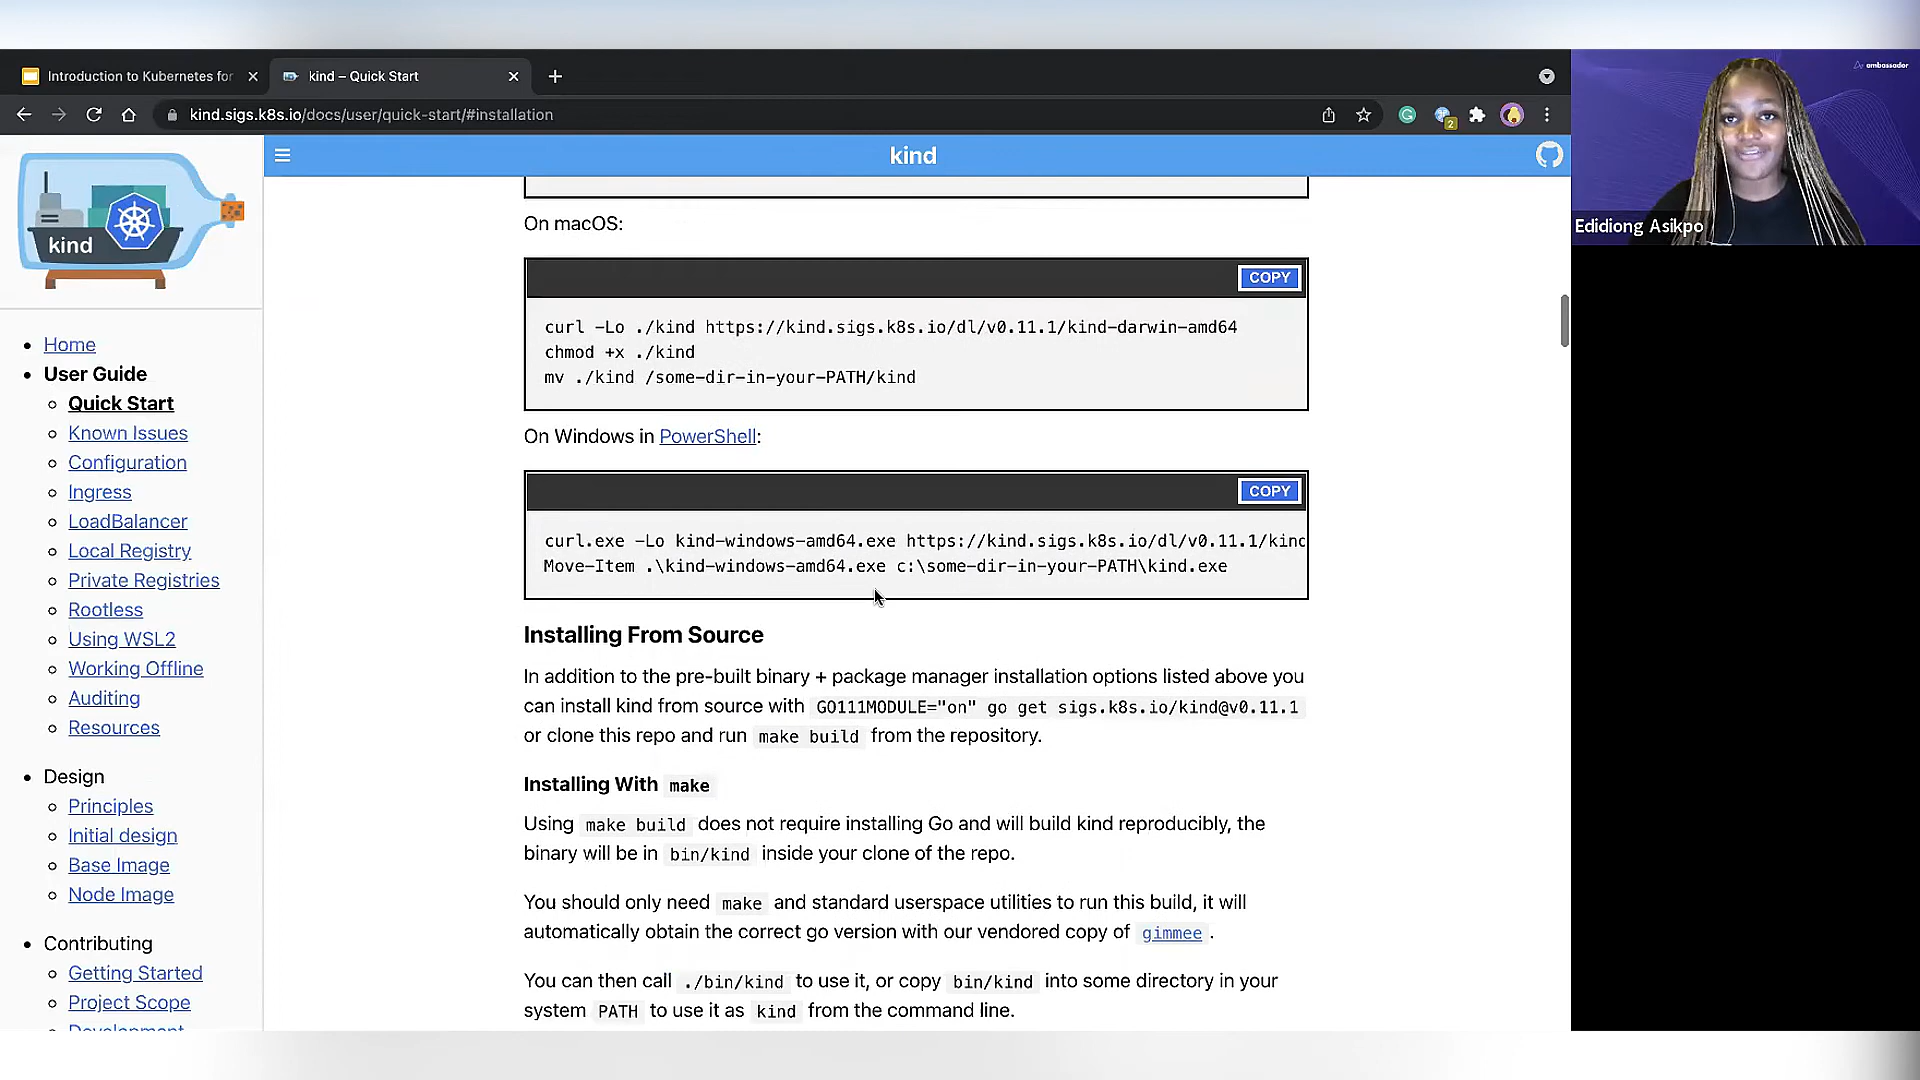 Introduction to Kubernetes for
kind – Quick Start
kind.sigs.k8s.io/docs/user/quick-start/#installation
2
ambassador
Edidiong Asikpo
kind
kind
Home
User Guide
Quick Start
Known Issues
Configuration
Ingress
LoadBalancer
Local Registry
Private Registries
Rootless
Using WSL2
Working Offline
Auditing
Resources
Design
Principles
Initial design
Base Image
Node Image
Contributing
Getting Started
Project Scope
Development
On macOS:
COPY
curl -Lo ./kind https://kind.sigs.k8s.io/dl/v0.11.1/kind-darwin-amd64
chmod +x ./kind
mv ./kind /some-dir-in-your-PATH/kind
On Windows in PowerShell:
COPY
curl.exe -Lo kind-windows-amd64.exe https://kind.sigs.k8s.io/dl/v0.11.1/kind
Move-Item .\kind-windows-amd64.exe c:\some-dir-in-your-PATH\kind.exe
Installing From Source
In addition to the pre-built binary + package manager installation options listed above you
can install kind from source with GO111MODULE="on" go get sigs.k8s.io/kind@v0.11.1
or clone this repo and run make build from the repository.
Installing With make
Using make build does not require installing Go and will build kind reproducibly, the
binary will be in bin/kind inside your clone of the repo.
You should only need make and standard userspace utilities to run this build, it will
automatically obtain the correct go version with our vendored copy of gimmee .
You can then call ./bin/kind to use it, or copy bin/kind into some directory in your
system PATH to use it as kind from the command line.